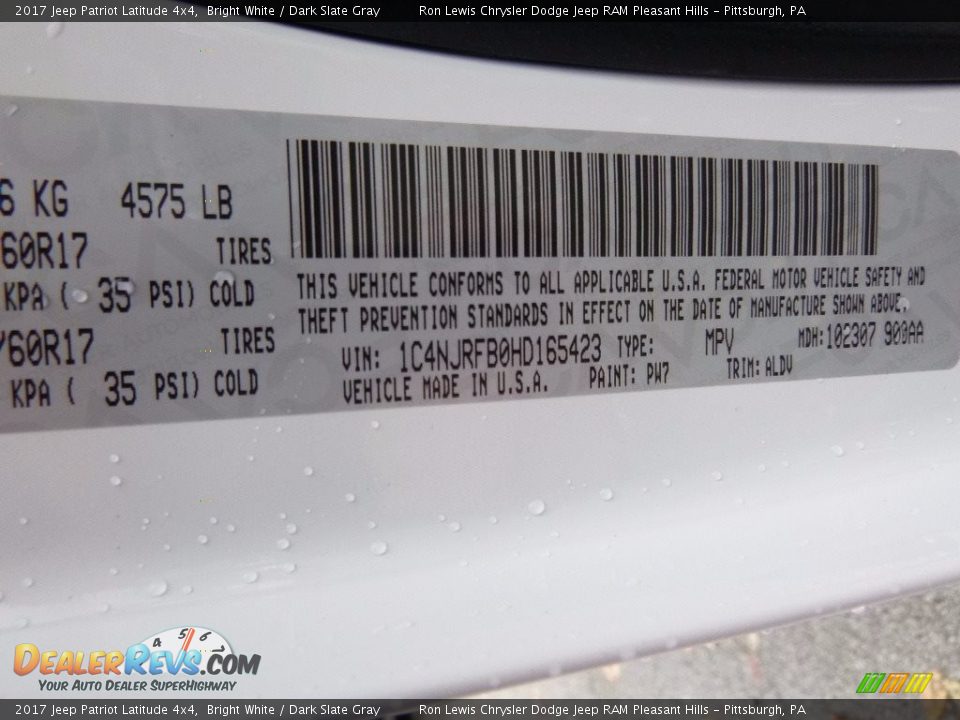 2017 Jeep Patriot Latitude 4x4, Bright White / Dark Slate Gray Ron Lewis Chrysler Dodge Jeep RAM Pleasant Hills - Pittsburgh, PA
6 KG 4575 LB
60R17 TIRES
KPA ( 35 PSI) COLD
/60R17 TIRES
KPA ( 35 PSI) COLD
THIS VEHICLE CONFORMS TO ALL APPLICABLE U.S.A. FEDERAL MOTOR VEHICLE SAFETY AND
THEFT PREVENTION STANDARDS IN EFFECT ON THE DATE OF MANUFACTURE SHOWN ABOVE.
VIN: 1C4NJRFB0HD165423 TYPE: MPV MDH:102307 900AA
VEHICLE MADE IN U.S.A. PAINT: PW7 TRIM: ALDV
4 5 6
DEALERREVS.COM
YOUR AUTO DEALER SUPERHIGHWAY
2017 Jeep Patriot Latitude 4x4, Bright White / Dark Slate Gray Ron Lewis Chrysler Dodge Jeep RAM Pleasant Hills - Pittsburgh, PA